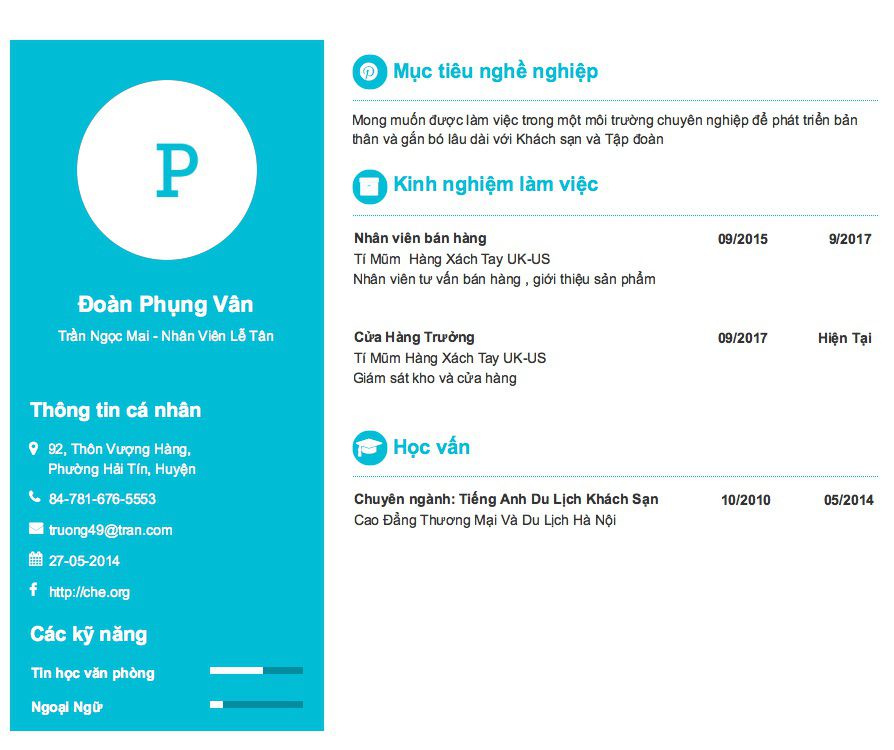 P
Đoàn Phụng Vân
Trần Ngọc Mai - Nhân Viên Lễ Tân
Thông tin cá nhân
92, Thôn Vượng Hàng,
Phường Hải Tín, Huyện
84-781-676-5553
truong49@tran.com
27-05-2014
http://che.org
Các kỹ năng
Tin học văn phòng
Ngoại Ngữ
Mục tiêu nghề nghiệp
Mong muốn được làm việc trong một môi trường chuyên nghiệp để phát triển bản
thân và gắn bó lâu dài với Khách sạn và Tập đoàn
Kinh nghiệm làm việc
Nhân viên bán hàng 09/2015 9/2017
Tí Mũm  Hàng Xách Tay UK-US
Nhân viên tư vấn bán hàng , giới thiệu sản phẩm
Cửa Hàng Trưởng 09/2017 Hiện Tại
Tí Mũm Hàng Xách Tay UK-US
Giám sát kho và cửa hàng
Học vấn
Chuyên ngành: Tiếng Anh Du Lịch Khách Sạn 10/2010 05/2014
Cao Đẳng Thương Mại Và Du Lịch Hà Nội